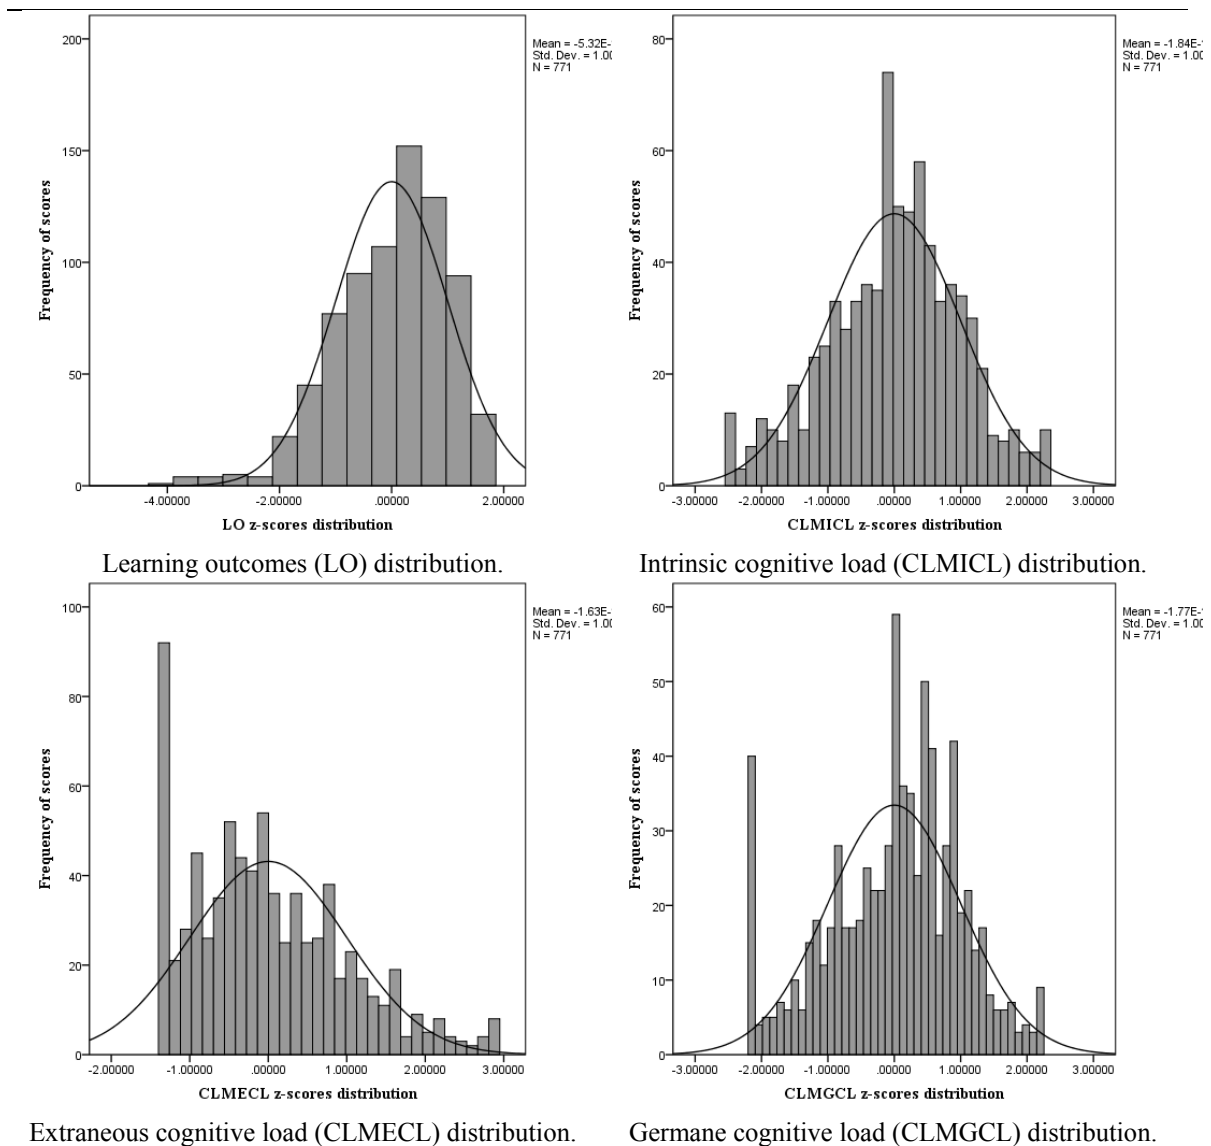 200
150
100
50
0
Frequency of scores
-4.00000 -2.00000 .00000 2.00000
LO z-scores distribution
Mean = -5.32E-
Std. Dev. = 1.00
N = 771
Learning outcomes (LO) distribution.
80
60
40
20
0
Frequency of scores
-3.00000 -2.00000 -1.00000 .00000 1.00000 2.00000 3.00000
CLMICL z-scores distribution
Mean = -1.84E-
Std. Dev. = 1.00
N = 771
Intrinsic cognitive load (CLMICL) distribution.
100
80
60
40
20
0
Frequency of scores
-2.00000 -1.00000 .00000 1.00000 2.00000 3.00000
CLMECL z-scores distribution
Mean = -1.63E-
Std. Dev. = 1.00
N = 771
Extraneous cognitive load (CLMECL) distribution.
60
50
40
30
20
10
0
Frequency of scores
-3.00000 -2.00000 -1.00000 .00000 1.00000 2.00000 3.00000
CLMGCL z-scores distribution
Mean = -1.77E-
Std. Dev. = 1.00
N = 771
Germane cognitive load (CLMGCL) distribution.